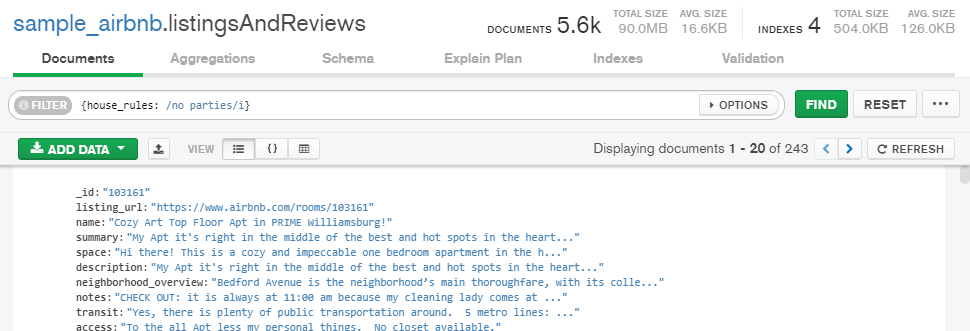 sample_airbnb.listingsAndReviews
DOCUMENTS 5.6k TOTAL SIZE 90.0MB AVG. SIZE 16.6KB INDEXES 4 TOTAL SIZE 504.0KB AVG. SIZE 126.0KB
Documents Aggregations Schema Explain Plan Indexes Validation
FILTER {house_rules: /no parties/i} OPTIONS FIND RESET ...
ADD DATA VIEW {} Displaying documents 1 - 20 of 243 < > REFRESH
_id: "103161"
listing_url: "https://www.airbnb.com/rooms/103161"
name: "Cozy Art Top Floor Apt in PRIME Williamsburg!"
summary: "My Apt it's right in the middle of the best and hot spots in the heart..."
space: "Hi there! This is a cozy and impeccable one bedroom apartment in the h..."
description: "My Apt it's right in the middle of the best and hot spots in the heart..."
neighborhood_overview: "Bedford Avenue is the neighborhood’s main thoroughfare, with its colle..."
notes: "CHECK OUT: it is always at 11:00 am because my cleaning lady comes at ..."
transit: "Yes, there is plenty of public transportation around.  5 metro lines: ..."
access: "To the all Apt less my personal things.  No closet available."